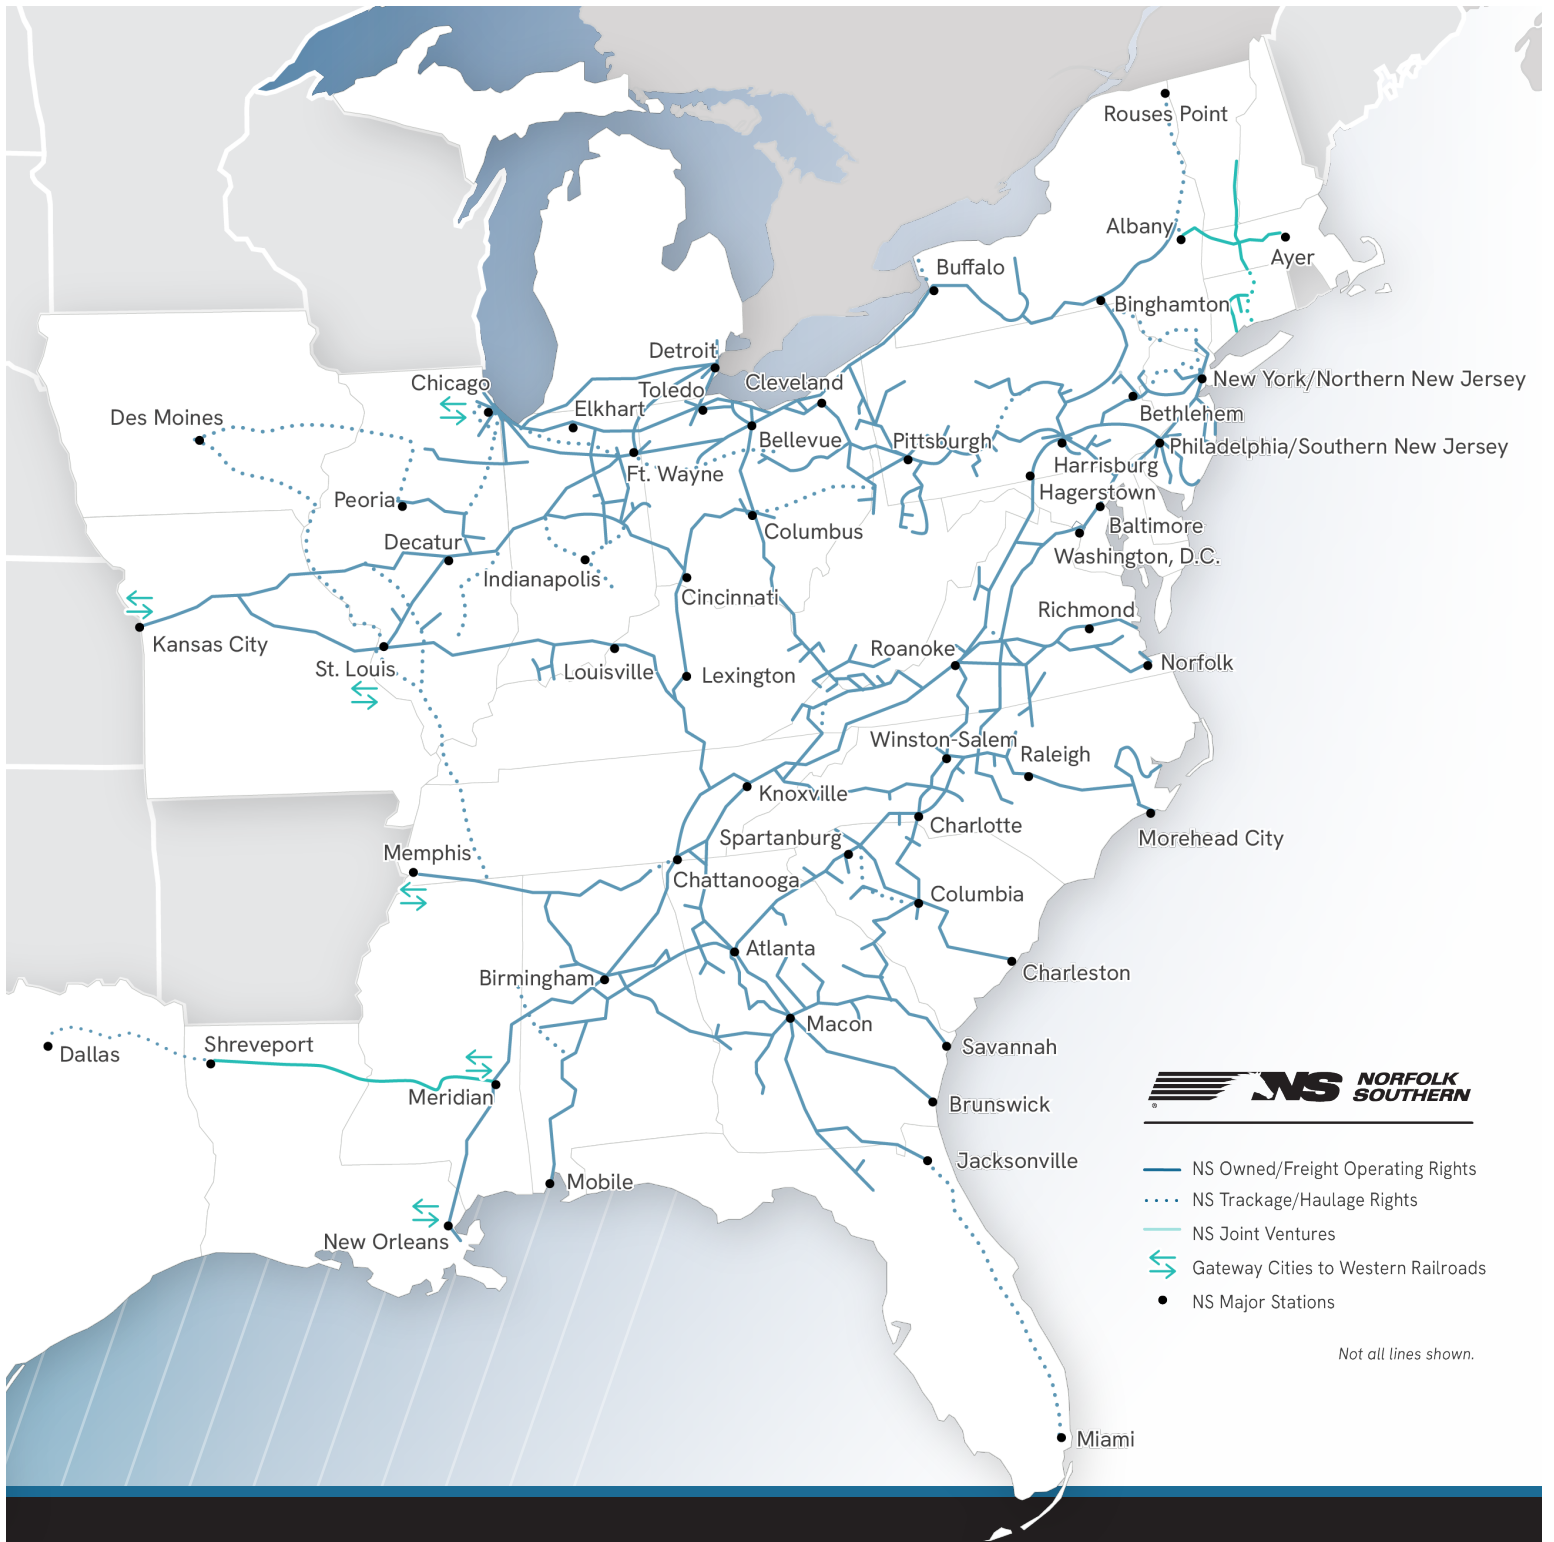 Rouses Point
Albany
Ayer
Buffalo
Binghamton
Detroit
Chicago
Toledo
Cleveland
New York/Northern New Jersey
Des Moines
Elkhart
Bethlehem
Bellevue
Pittsburgh
Philadelphia/Southern New Jersey
Harrisburg
Ft. Wayne
Peoria
Hagerstown
Baltimore
Columbus
Decatur
Washington, D.C.
Indianapolis
Cincinnati
Richmond
Kansas City
Roanoke
St. Louis
Louisville
Lexington
Norfolk
Winston-Salem
Raleigh
Knoxville
Charlotte
Spartanburg
Morehead City
Memphis
Chattanooga
Columbia
Atlanta
Birmingham
Charleston
Macon
Shreveport
Dallas
Savannah
Meridian
Brunswick
NS NORFOLK
SOUTHERN
®
Jacksonville
Mobile
New Orleans
NS Owned/Freight Operating Rights
NS Trackage/Haulage Rights
NS Joint Ventures
Gateway Cities to Western Railroads
NS Major Stations
Not all lines shown.
Miami